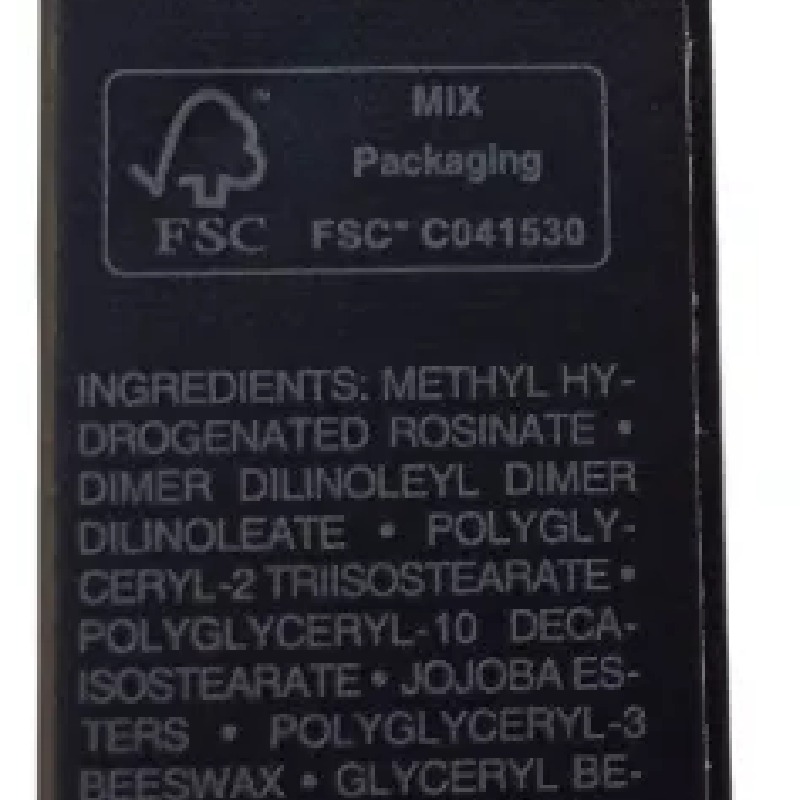 MIX
Packaging
FSC
FSC™ C041530
INGREDIENTS: METHYL HY-
DROGENATED ROSINATE •
DIMER DILINOLEYL DIMER
DILINOLEATE • POLYGLY-
CERYL-2 TRIISOSTEARATE •
POLYGLYCERYL-10 DECA-
ISOSTEARATE • JOJOBA ES-
TERS • POLYGLYCERYL-3
BEESWAX • GLYCERYL BE-